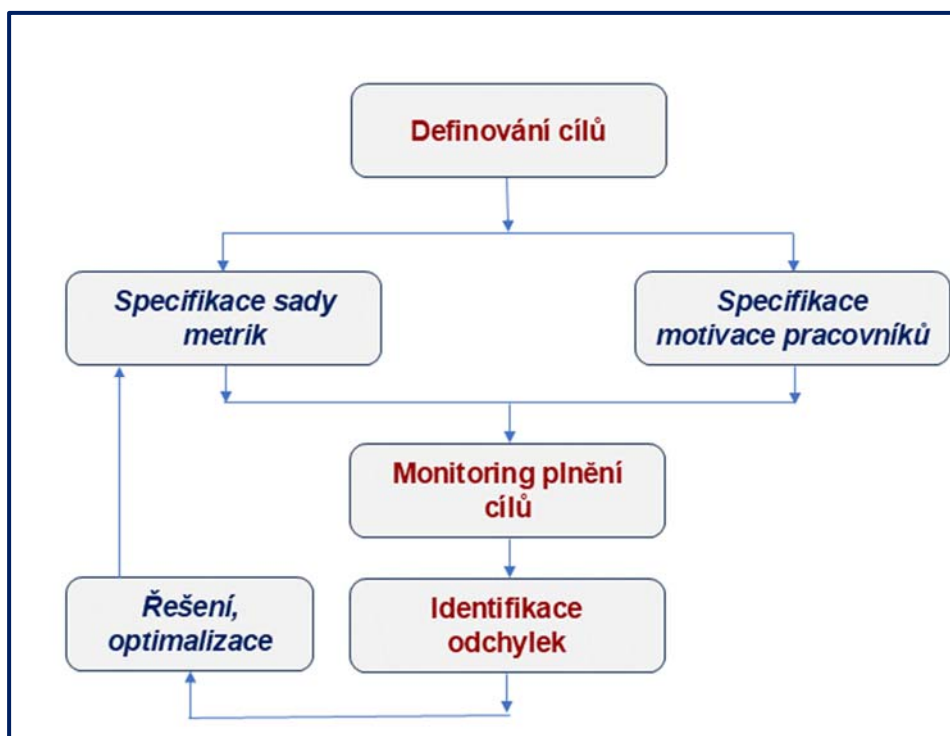 Definování cílů
Specifikace sady
metrik
Specifikace
motivace pracovníků
Monitoring plnění
cílů
Řešení,
optimalizace
Identifikace
odchylek